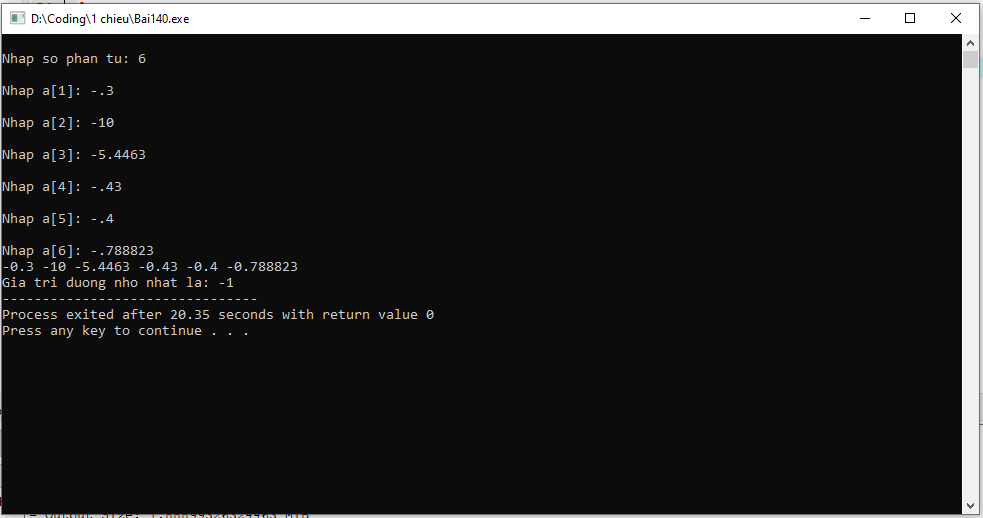 D:\Coding\1 chieu\Bai140.exe
Nhap so phan tu: 6
Nhap a[1]: -.3
Nhap a[2]: -10
Nhap a[3]: -5.4463
Nhap a[4]: -.43
Nhap a[5]: -.4
Nhap a[6]: -.788823
-0.3 -10 -5.4463 -0.43 -0.4 -0.788823
Gia tri duong nho nhat la: -1
--------------------------------
Process exited after 20.35 seconds with return value 0
Press any key to continue . . .